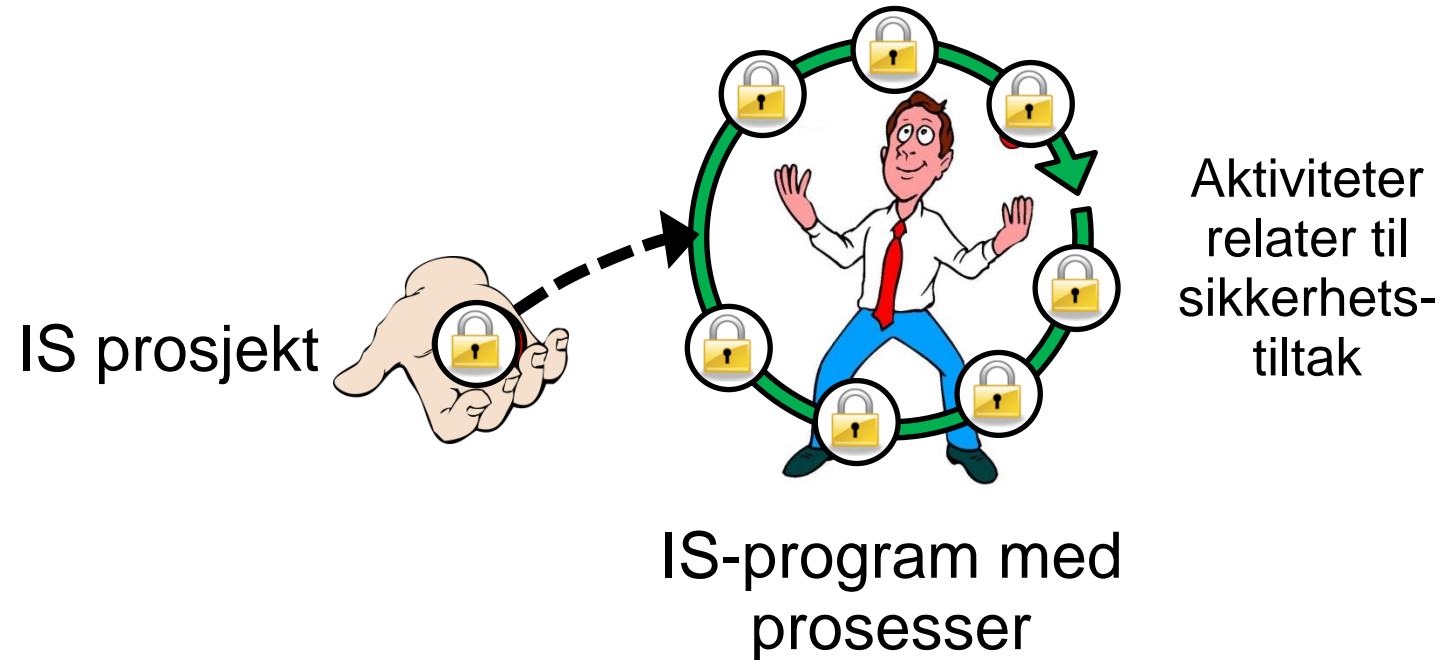 IS prosjekt
Aktiviteter
relater til
sikkerhets-
tiltak
IS-program med
prosesser